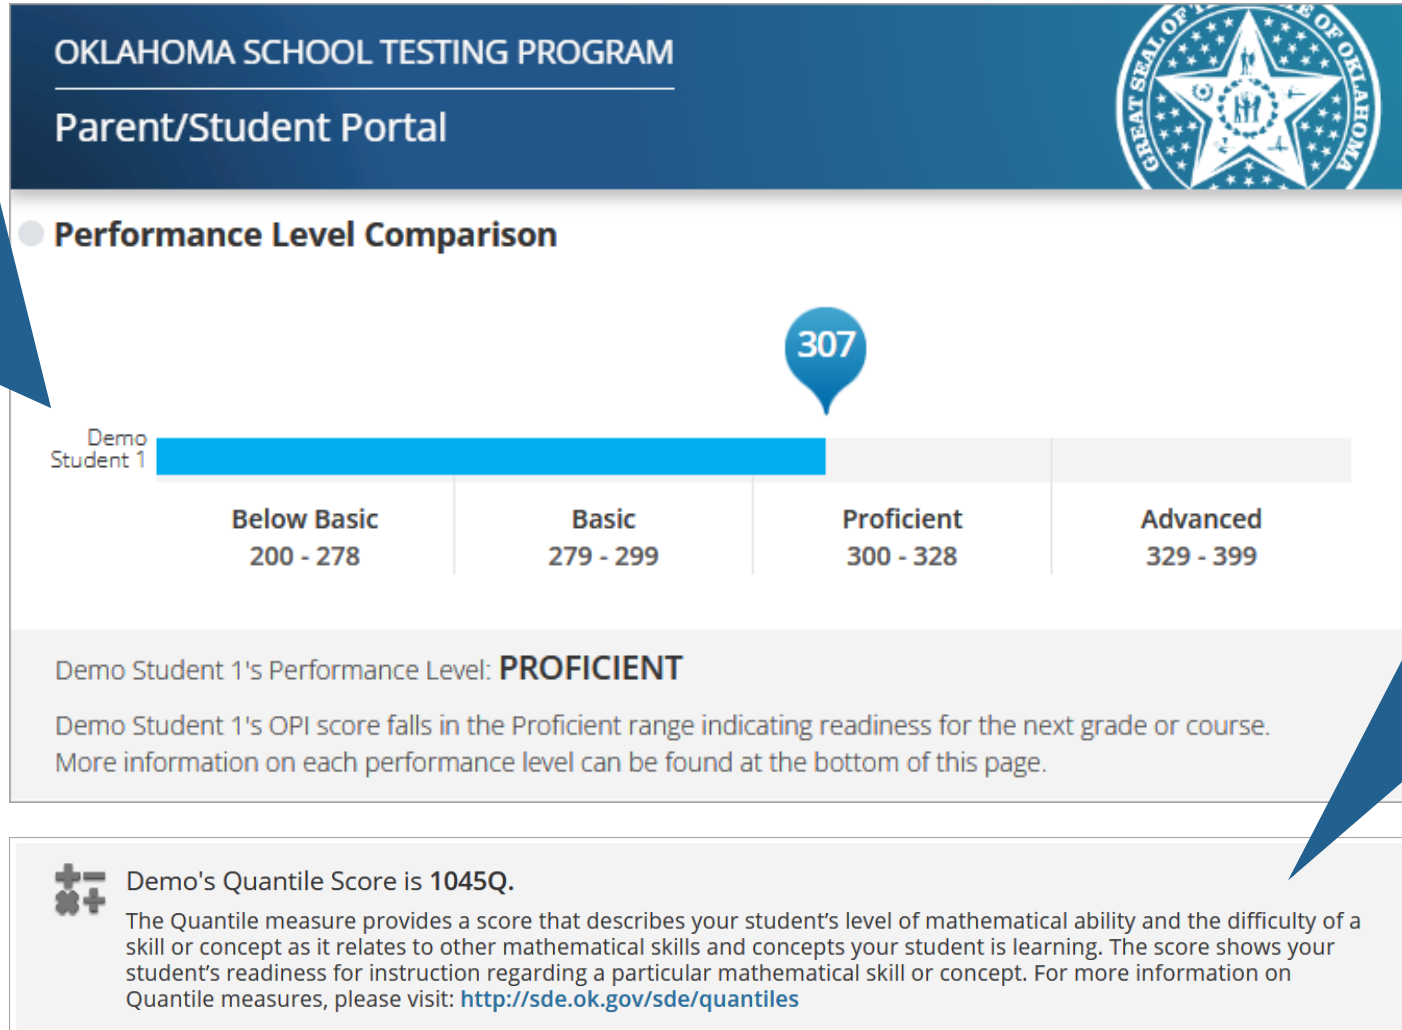 OKLAHOMA SCHOOL TESTING PROGRAM
Parent/Student Portal
GREAT SEAL OF THE STATE OF OKLAHOMA
Performance Level Comparison
307
Demo
Student 1
Below Basic Basic Proficient Advanced
200 - 278 279 - 299 300 - 328 329 - 399
Demo Student 1's Performance Level: PROFICIENT
Demo Student 1's OPI score falls in the Proficient range indicating readiness for the next grade or course.
More information on each performance level can be found at the bottom of this page.
Demo's Quantile Score is 1045Q.
The Quantile measure provides a score that describes your student’s level of mathematical ability and the difficulty of a
skill or concept as it relates to other mathematical skills and concepts your student is learning. The score shows your
student’s readiness for instruction regarding a particular mathematical skill or concept. For more information on
Quantile measures, please visit: http://sde.ok.gov/sde/quantiles